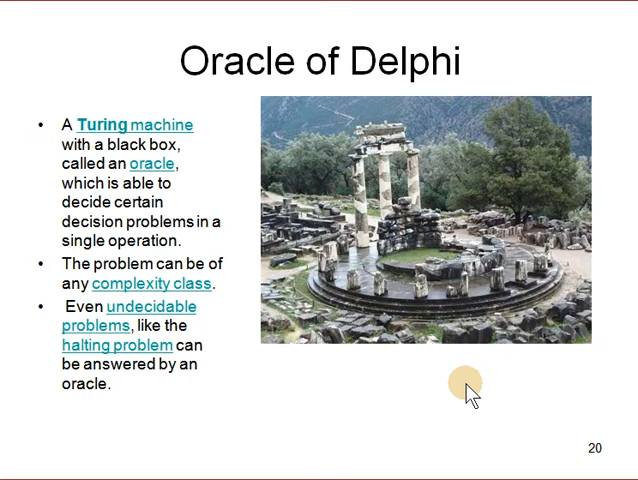 Oracle of Delphi
• A Turing machine
with a black box,
called an oracle,
which is able to
decide certain
decision problems in a
single operation.
• The problem can be of
any complexity class.
• Even undecidable
problems, like the
halting problem can
be answered by an
oracle.
20